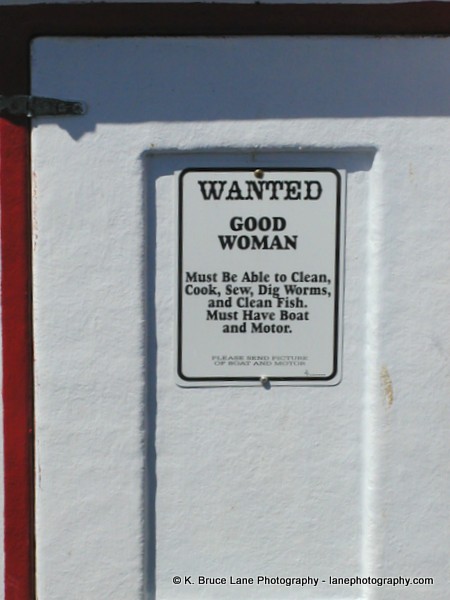 WANTED
GOOD
WOMAN
Must Be Able to Clean,
Cook, Sew, Dig Worms,
and Clean Fish.
Must Have Boat
and Motor.
PLEASE SEND PICTURE
OF BOAT AND MOTOR
© K. Bruce Lane Photography - lanephotography.com